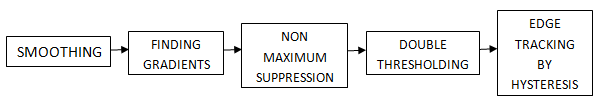 SMOOTHING
FINDING
GRADIENTS
NON
MAXIMUM
SUPPRESSION
DOUBLE
THRESHOLDING
EDGE
TRACKING
BY
HYSTERESIS